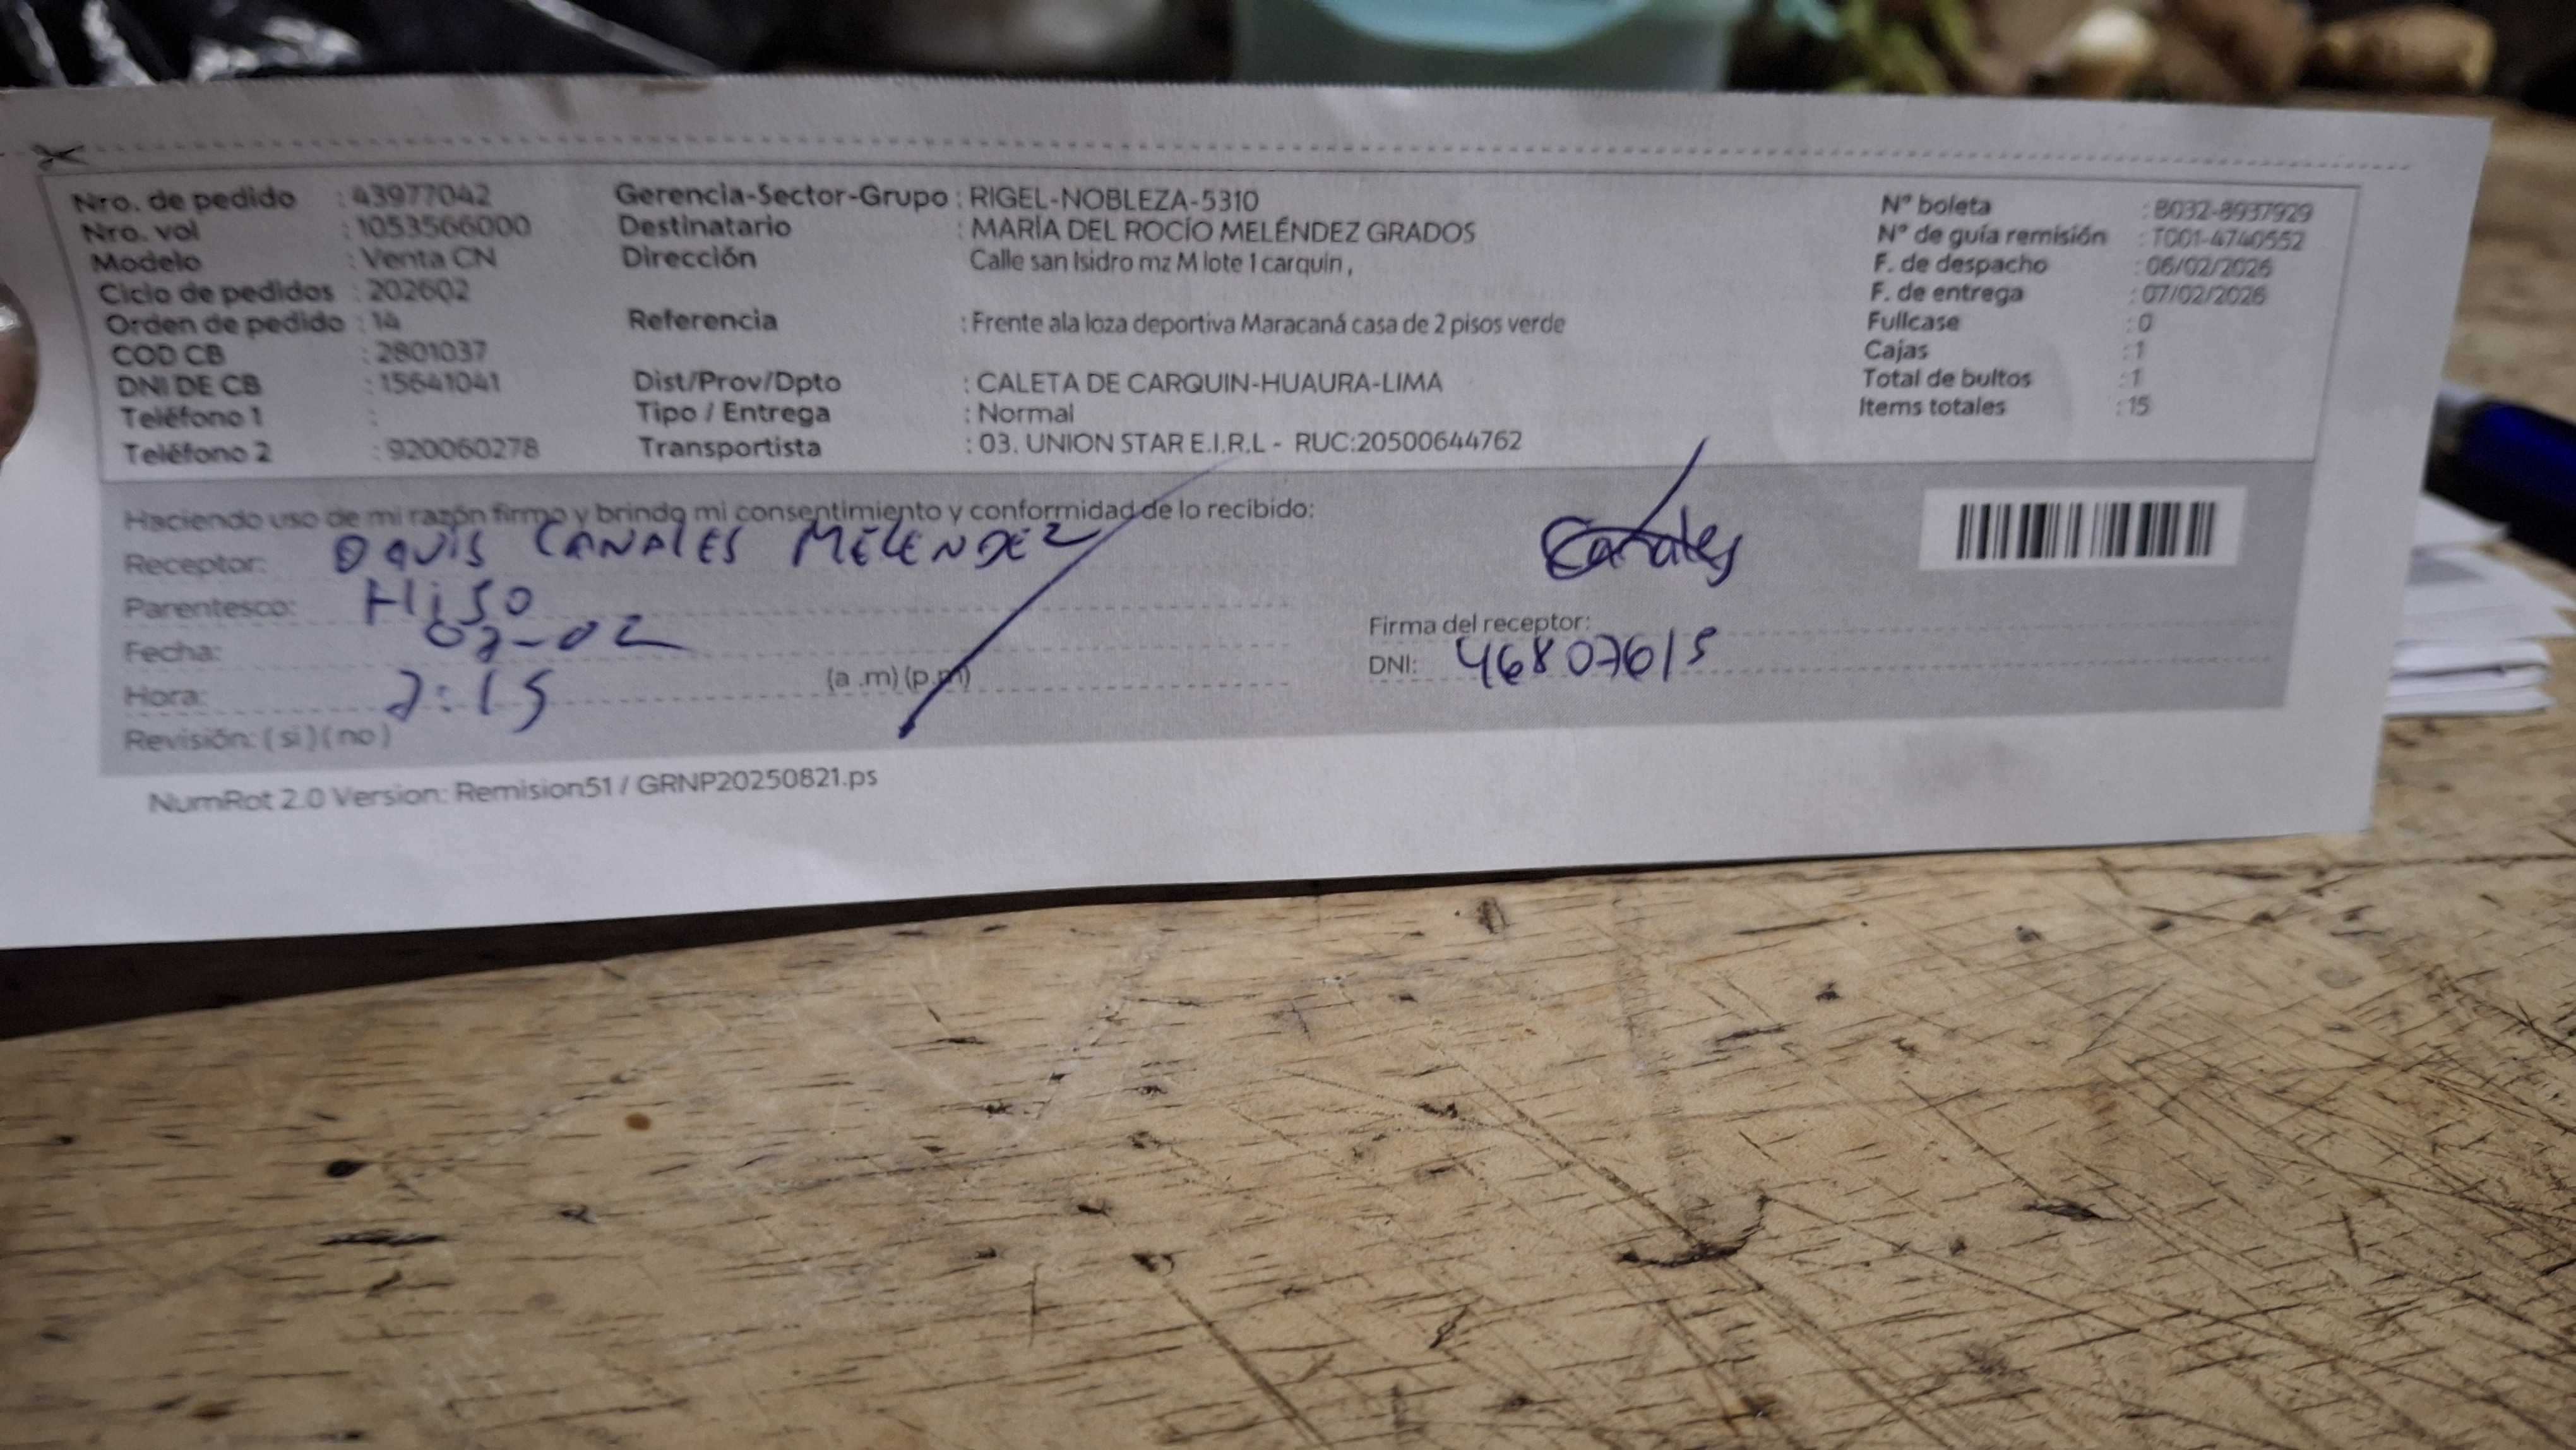 Nro. de pedido : 43977042 Gerencia-Sector-Grupo : RIGEL-NOBLEZA-5310 N° boleta : B032-8937929
Nro. vol : 1053566000 Destinatario : MARÍA DEL ROCÍO MELÉNDEZ GRADOS N° de guía remisión : T001-4740552
Modelo : Venta CN Dirección Calle san Isidro mz M lote 1 carquin , F. de despacho : 06/02/2026
Ciclo de pedidos : 202602 F. de entrega : 07/02/2026
Orden de pedido : 14 Referencia : Frente ala loza deportiva Maracaná casa de 2 pisos verde Fullcase : 0
COD CB : 2801037 Cajas : 1
DNI DE CB : 15641041 Dist/Prov/Dpto : CALETA DE CARQUIN-HUAURA-LIMA Total de bultos : 1
Teléfono 1 : Tipo / Entrega : Normal Items totales : 15
Teléfono 2 : 920060278 Transportista : 03. UNION STAR E.I.R.L - RUC:20500644762
Haciendo uso de mi razón firmo y brindo mi consentimiento y conformidad de lo recibido:
Receptor: CANALES MELENDEZ Canales
Parentesco: HiJo Firma del receptor:
Fecha: 07-02 DNI: 46807615
Hora: 2:15 (a .m) (p.m)
Revisión: ( si ) ( no )
NumRot 2.0 Version: Remision51 / GRNP20250821.ps